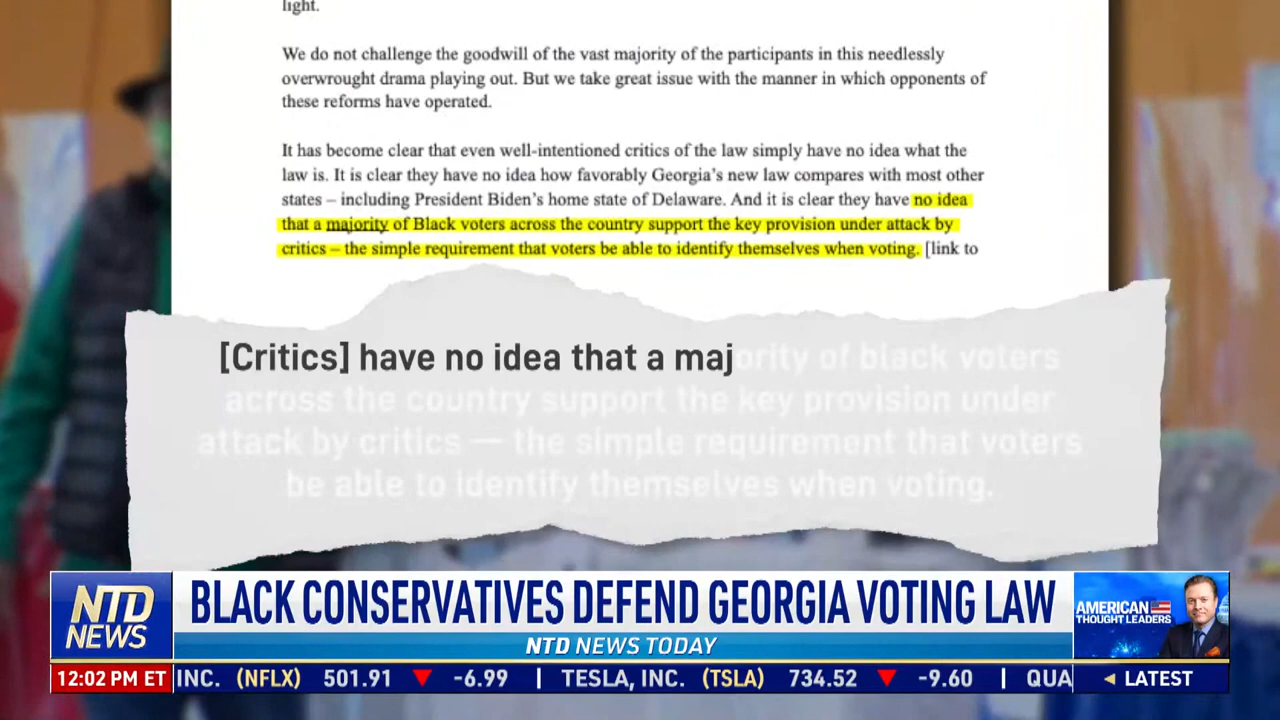 light.
We do not challenge the goodwill of the vast majority of the participants in this needlessly
overwrought drama playing out. But we take great issue with the manner in which opponents of
these reforms have operated.
It has become clear that even well-intentioned critics of the law simply have no idea what the
law is. It is clear they have no idea how favorably Georgia's new law compares with most other
states – including President Biden's home state of Delaware. And it is clear they have no idea
that a majority of Black voters across the country support the key provision under attack by
critics – the simple requirement that voters be able to identify themselves when voting. [link to
[Critics] have no idea that a majority of black voters
across the country support the key provision under
attack by critics — the simple requirement that voters
be able to identify themselves when voting.
NTD
NEWS
BLACK CONSERVATIVES DEFEND GEORGIA VOTING LAW
NTD NEWS TODAY
AMERICAN
THOUGHT LEADERS
12:02 PM ET INC. (NFLX) 501.91 ▼ -6.99 | TESLA, INC. (TSLA) 734.52 ▼ -9.60 | QUA ◄ LATEST